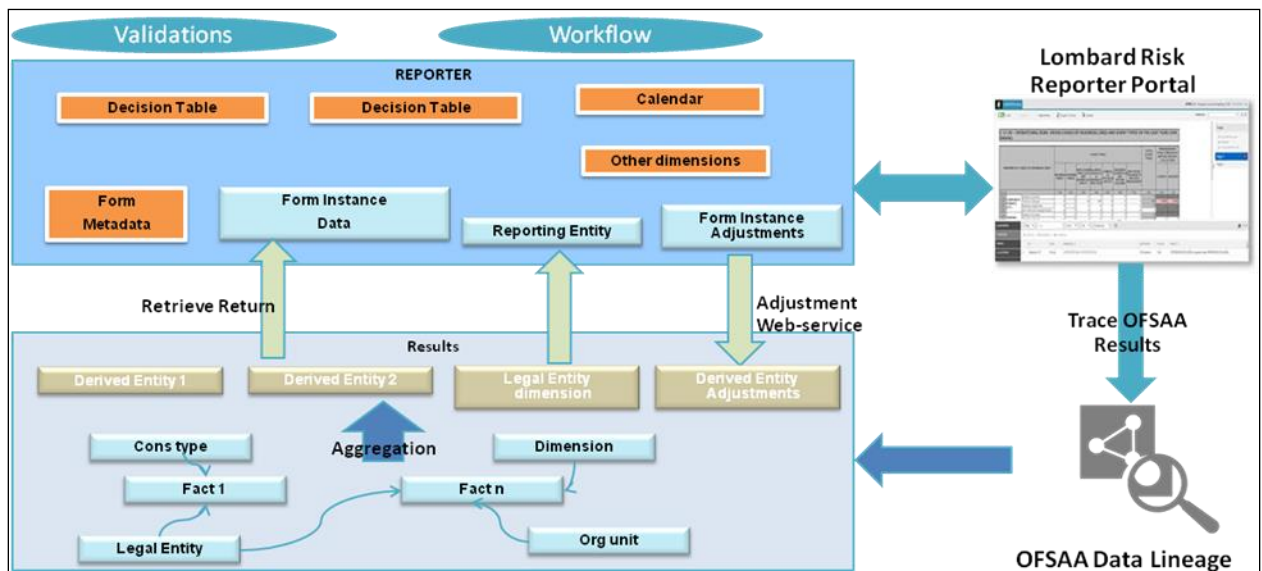 Validations
Workflow
Lombard Risk
Reporter Portal
REPORTER
Decision Table
Decision Table
Calendar
Other dimensions
Form
Metadata
Form Instance
Data
Reporting Entity
Form Instance
Adjustments
Retrieve Return
Adjustment
Web-service
Trace OFSAA
Results
Results
Derived Entity 1
Derived Entity 2
Legal Entity
dimension
Derived Entity
Adjustments
Cons type
Aggregation
Dimension
Fact 1
Fact n
Legal Entity
Org unit
OFSAA Data Lineage